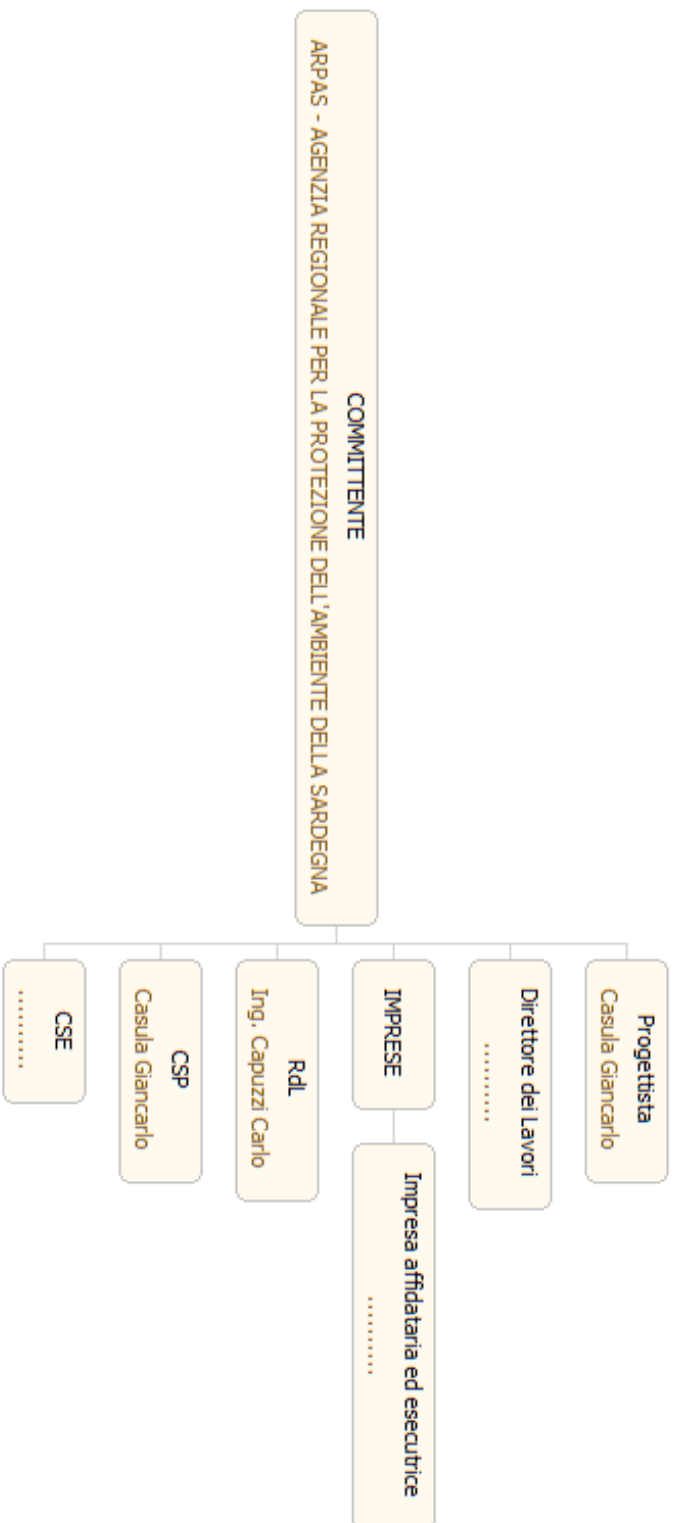 COMMITTENTE
ARPAS - AGENZIA REGIONALE PER LA PROTEZIONE DELL'AMBIENTE DELLA SARDEGNA
Progettista
Casula Giancarlo
Direttore dei Lavori
..........
IMPRESE
Impresa affidataria ed esecutrice
..........
RdL
Ing. Capuzzi Carlo
CSP
Casula Giancarlo
CSE
..........